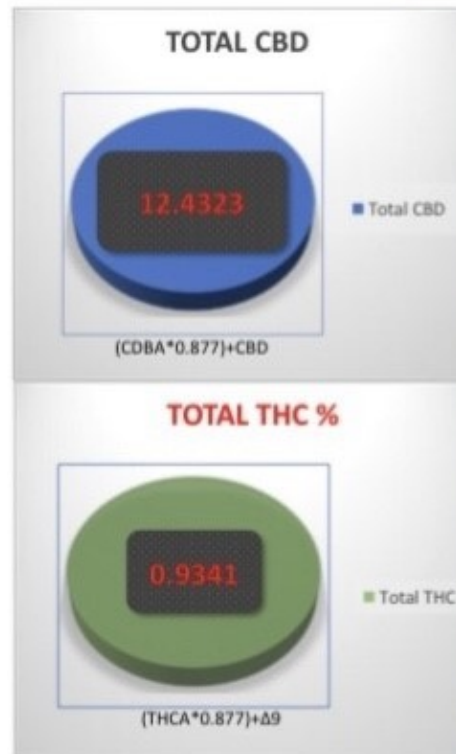 TOTAL CBD
12.4323
Total CBD
(CDBA*0.877)+CBD
TOTAL THC %
0.9341
Total THC
(THCA*0.877)+Δ9